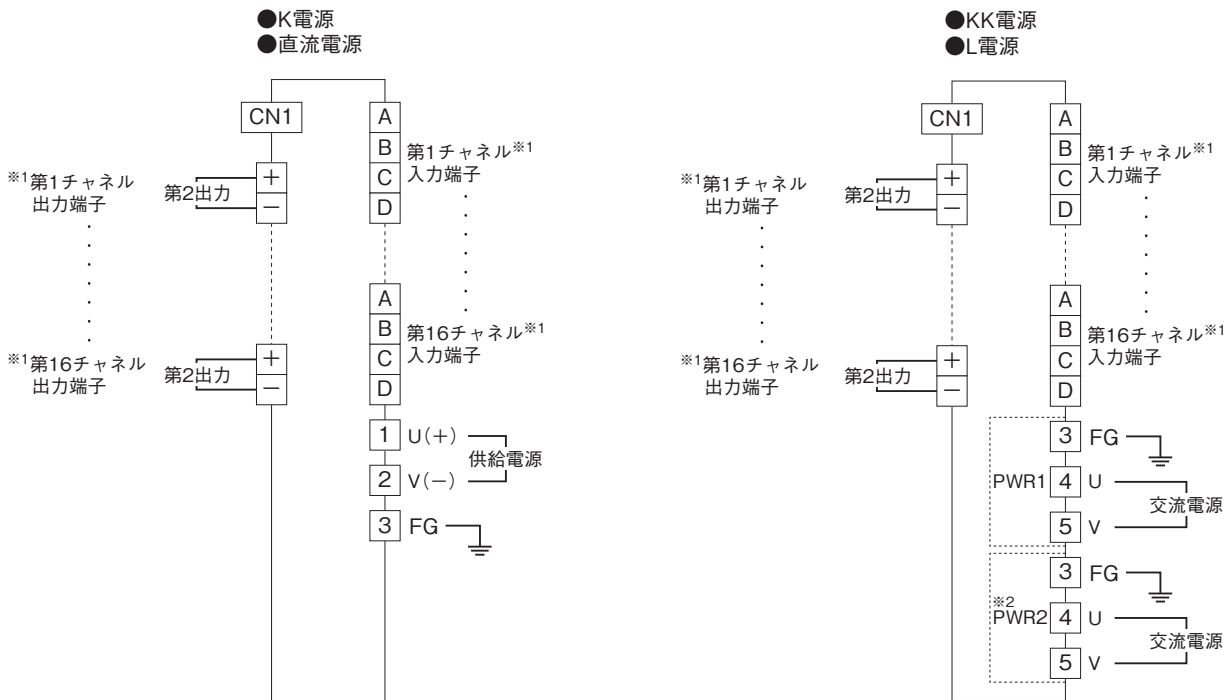 ●K電源
●直流電源
CN1
A
B
C
D
第1チャネル※1
入力端子
※1第1チャネル
出力端子
第2出力
+
−
A
B
C
D
第16チャネル※1
入力端子
※1第16チャネル
出力端子
第2出力
+
−
1 U(+)
供給電源
2 V(−)
3 FG
●KK電源
●L電源
CN1
A
B
C
D
第1チャネル※1
入力端子
※1第1チャネル
出力端子
第2出力
+
−
A
B
C
D
第16チャネル※1
入力端子
※1第16チャネル
出力端子
第2出力
+
−
3 FG
PWR1 4 U
交流電源
5 V
3 FG
※2
PWR2 4 U
交流電源
5 V